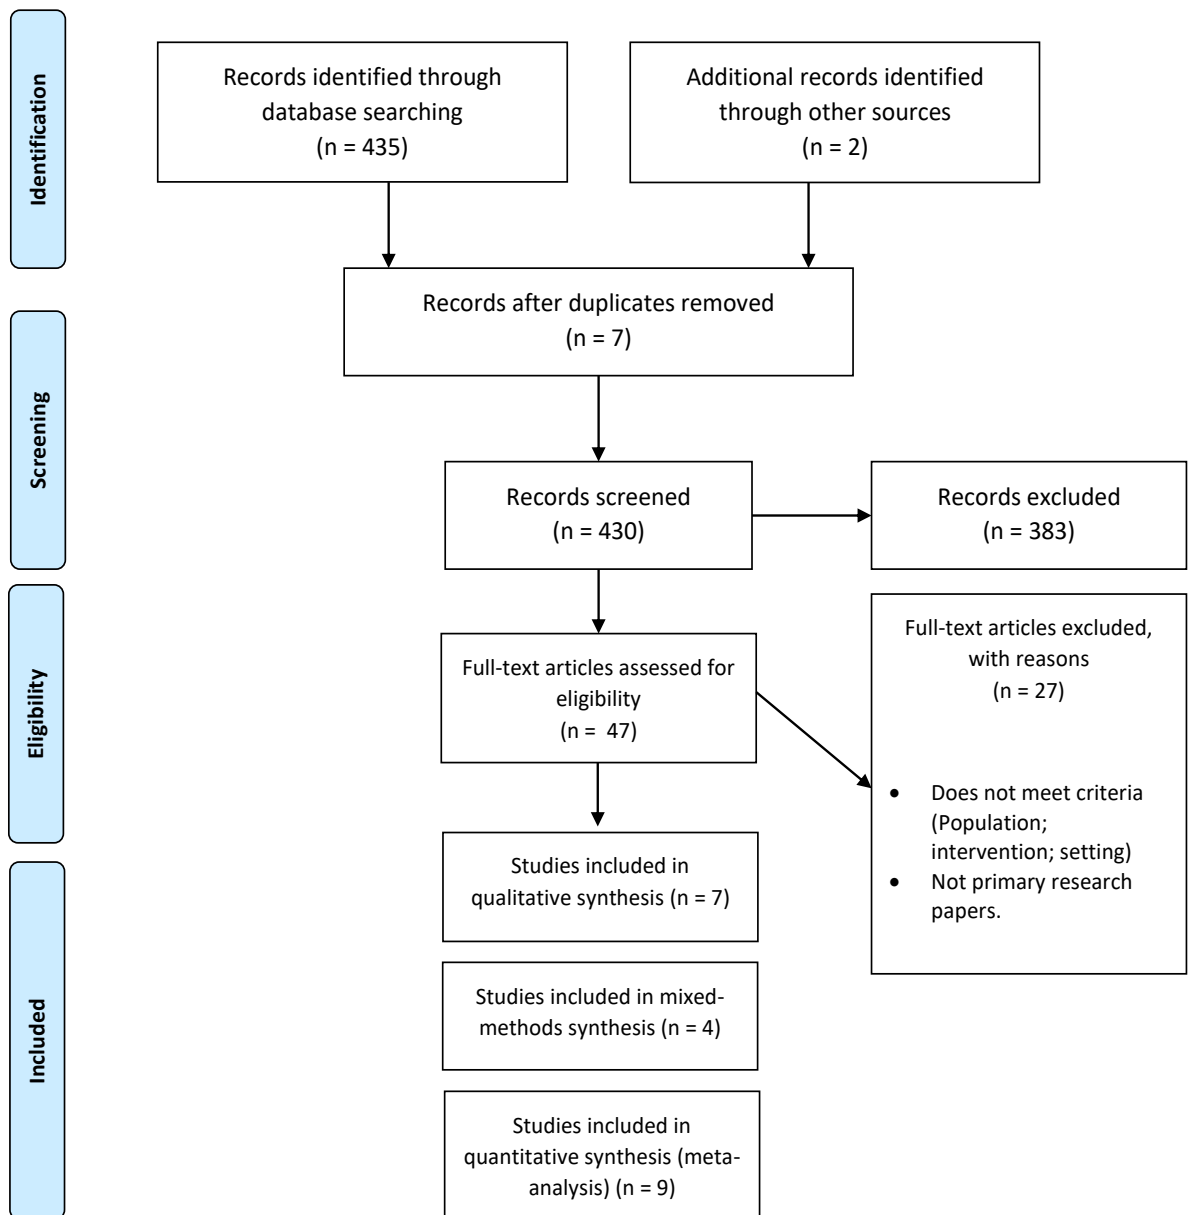 Identification
Records identified through
database searching
(n = 435)
Additional records identified
through other sources
(n = 2)
Records after duplicates removed
(n = 7)
Screening
Records screened
(n = 430)
Records excluded
(n = 383)
Eligibility
Full-text articles assessed for
eligibility
(n = 47)
Full-text articles excluded,
with reasons
(n = 27)
• Does not meet criteria
(Population;
intervention; setting)
• Not primary research
papers.
Included
Studies included in
qualitative synthesis (n = 7)
Studies included in mixed-
methods synthesis (n = 4)
Studies included in
quantitative synthesis (meta-
analysis) (n = 9)